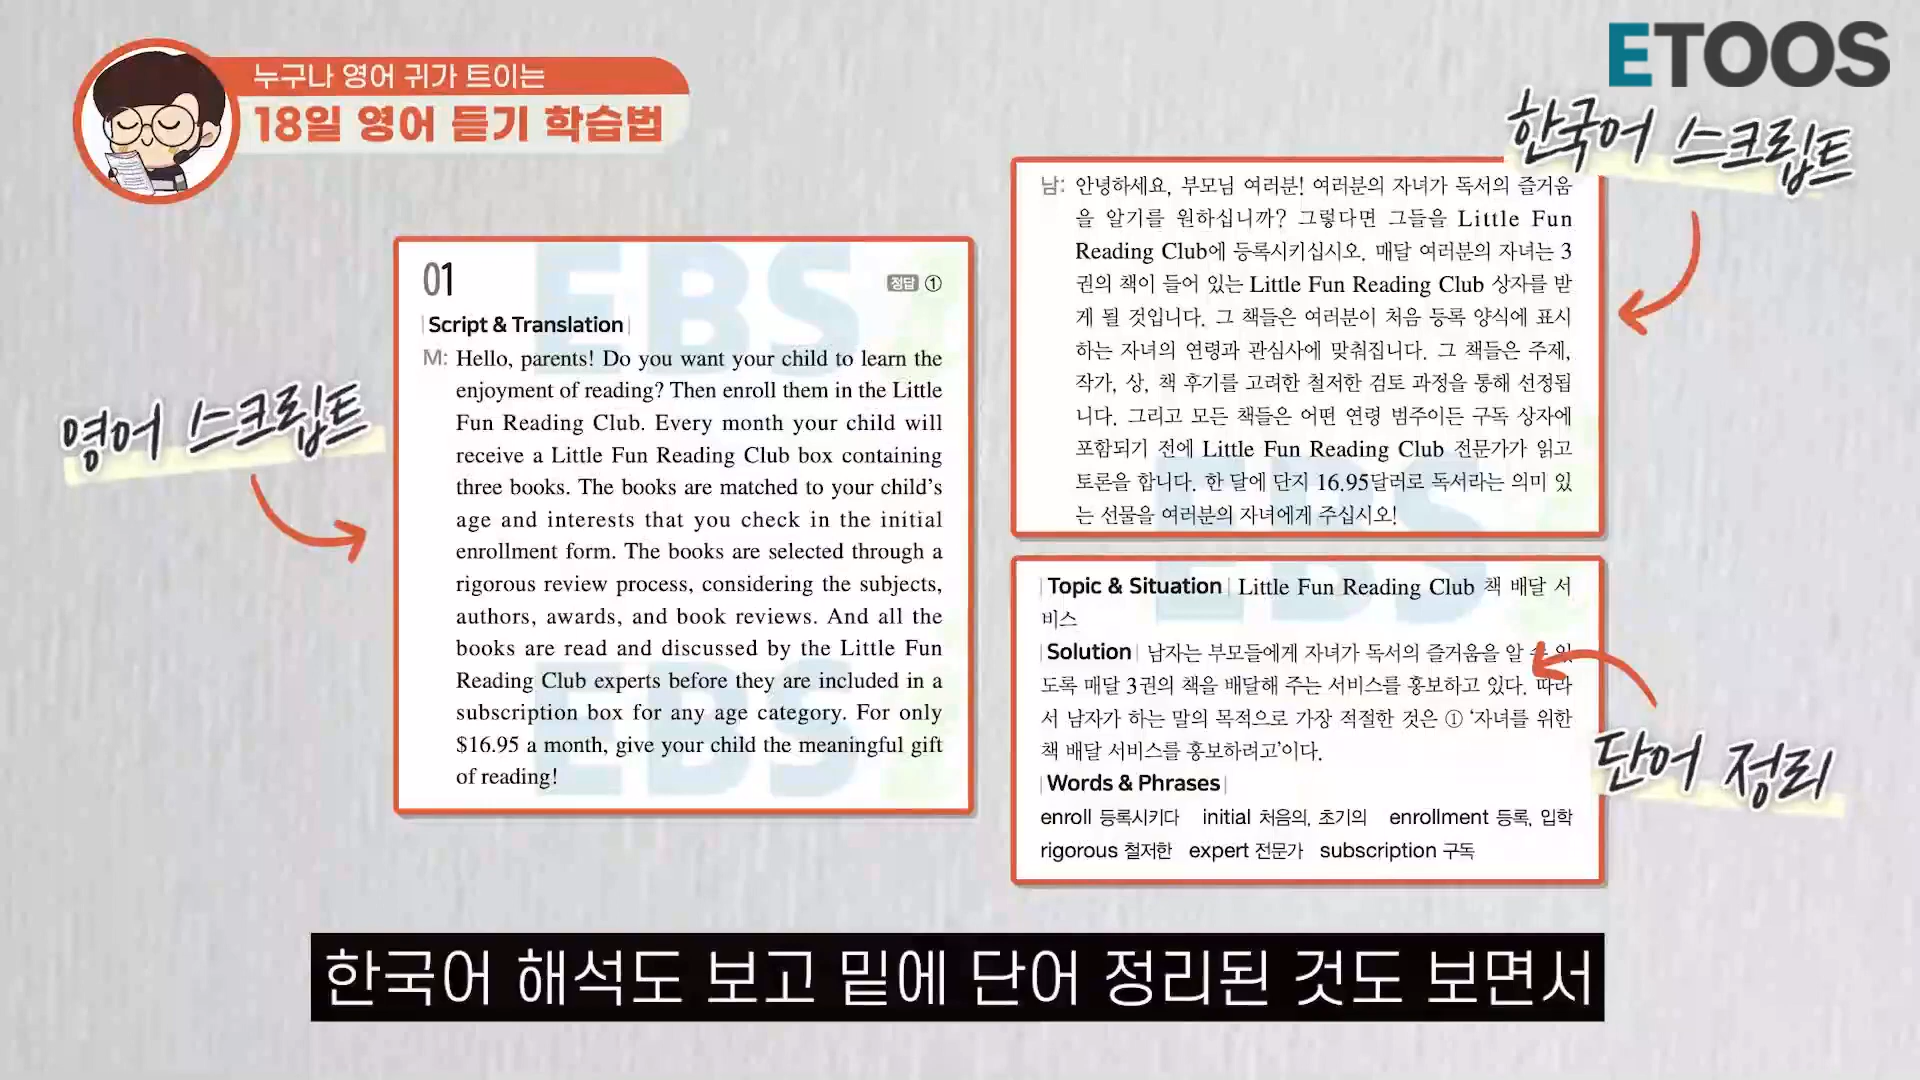 누구나 영어 귀가 트이는
18일 영어 듣기 학습법
ETOOS
한국어 스크립트
영어 스크립트
01
정답 ①
Script & Translation
M: Hello, parents! Do you want your child to learn the
enjoyment of reading? Then enroll them in the Little
Fun Reading Club. Every month your child will
receive a Little Fun Reading Club box containing
three books. The books are matched to your child's
age and interests that you check in the initial
enrollment form. The books are selected through a
rigorous review process, considering the subjects,
authors, awards, and book reviews. And all the
books are read and discussed by the Little Fun
Reading Club experts before they are included in a
subscription box for any age category. For only
$16.95 a month, give your child the meaningful gift
of reading!
EBS
EBS
남: 안녕하세요, 부모님 여러분! 여러분의 자녀가 독서의 즐거움
을 알기를 원하십니까? 그렇다면 그들을 Little Fun
Reading Club에 등록시키십시오. 매달 여러분의 자녀는 3
권의 책이 들어 있는 Little Fun Reading Club 상자를 받
게 될 것입니다. 그 책들은 여러분이 처음 등록 양식에 표시
하는 자녀의 연령과 관심사에 맞춰집니다. 그 책들은 주제,
작가, 상, 책 후기를 고려한 철저한 검토 과정을 통해 선정됩
니다. 그리고 모든 책들은 어떤 연령 범주이든 구독 상자에
포함되기 전에 Little Fun Reading Club 전문가가 읽고
토론을 합니다. 한 달에 단지 16.95달러로 독서라는 의미 있
는 선물을 여러분의 자녀에게 주십시오!
EBS
Topic & Situation Little Fun Reading Club 책 배달 서
비스
Solution 남자는 부모들에게 자녀가 독서의 즐거움을 알 수 있
도록 매달 3권의 책을 배달해 주는 서비스를 홍보하고 있다. 따라
서 남자가 하는 말의 목적으로 가장 적절한 것은 ① '자녀를 위한
책 배달 서비스를 홍보하려고'이다.
Words & Phrases
enroll 등록시키다 initial 처음의, 초기의 enrollment 등록, 입학
rigorous 철저한 expert 전문가 subscription 구독
단어 정리
한국어 해석도 보고 밑에 단어 정리된 것도 보면서